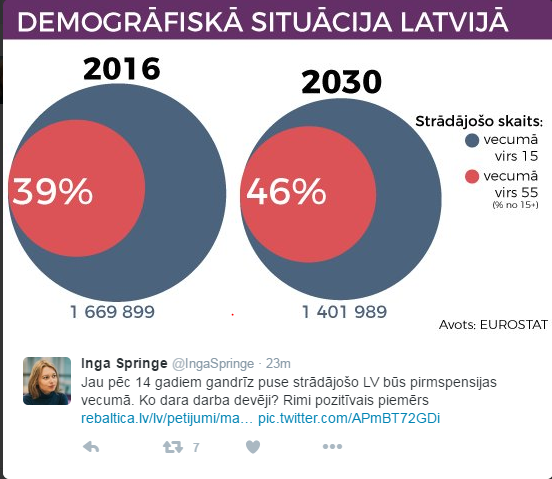 DEMOGRĀFISKĀ SITUĀCIJA LATVIJĀ
2016
2030
39%
46%
1 669 899
1 401 989
Strādājošo skaits:
vecumā
virs 15
vecumā
virs 55
(% no 15+)
Avots: EUROSTAT
Inga Springe @IngaSpringe · 23m
Jau pēc 14 gadiem gandrīz puse strādājošo LV būs pirmspensijas
vecumā. Ko dara darba devēji? Rimi pozitīvais piemērs
rebaltica.lv/lv/petijumi/ma… pic.twitter.com/APmBT72GDi
7